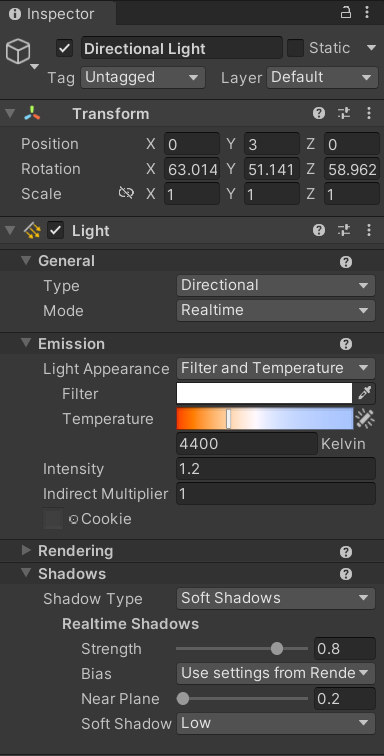 Inspector
Directional Light Static
Tag Untagged Layer Default
Transform
Position X 0 Y 3 Z 0
Rotation X 63.014 Y 51.141 Z 58.962
Scale X 1 Y 1 Z 1
Light
General
Type Directional
Mode Realtime
Emission
Light Appearance Filter and Temperature
Filter
Temperature
4400 Kelvin
Intensity 1.2
Indirect Multiplier 1
Cookie
Rendering
Shadows
Shadow Type Soft Shadows
Realtime Shadows
Strength 0.8
Bias Use settings from Rende
Near Plane 0.2
Soft Shadow Low